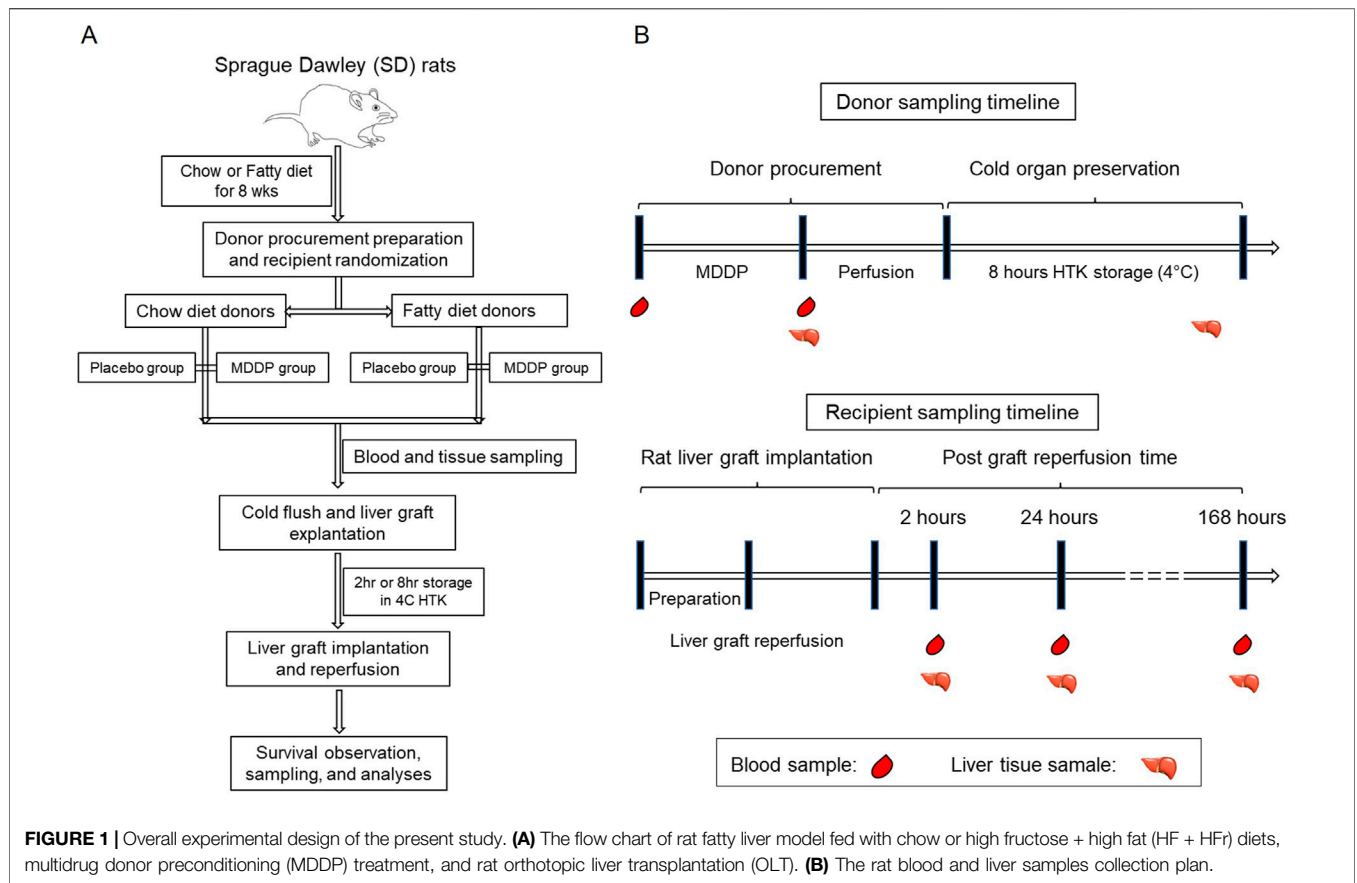 A
Sprague Dawley (SD) rats
Chow or Fatty diet
for 8 wks
Donor procurement preparation
and recipient randomization
Chow diet donors
Fatty diet donors
Placebo group
MDDP group
Placebo group
MDDP group
Blood and tissue sampling
Cold flush and liver graft
explantation
2hr or 8hr storage
in 4C HTK
Liver graft implantation
and reperfusion
Survival observation,
sampling, and analyses
B
Donor sampling timeline
Donor procurement
Cold organ preservation
MDDP
Perfusion
8 hours HTK storage (4°C)
Recipient sampling timeline
Rat liver graft implantation
Post graft reperfusion time
2 hours
24 hours
168 hours
Preparation
Liver graft reperfusion
Blood sample:
Liver tissue samale:
FIGURE 1 | Overall experimental design of the present study. (A) The flow chart of rat fatty liver model fed with chow or high fructose + high fat (HF + HFr) diets,
multidrug donor preconditioning (MDDP) treatment, and rat orthotopic liver transplantation (OLT). (B) The rat blood and liver samples collection plan.